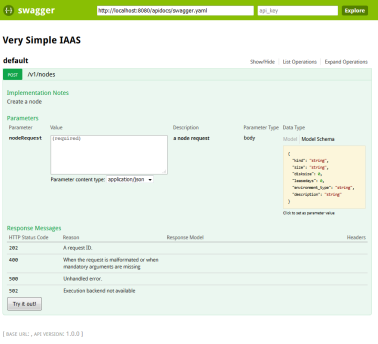 swagger
http://localhost:8080/apidocs/swagger.yaml
api_key
Explore
Very Simple IAAS
default
Show/Hide | List Operations | Expand Operations
POST /v1/nodes
Implementation Notes
Create a node
Parameters
Parameter Value Description Parameter Type Data Type
nodeRequest (required) a node request body Model Model Schema
{
"kind": "string",
"size": "string",
"disksize": 0,
"leasedays": 0,
"environment_type": "string",
"description": "string"
}
Parameter content type: application/json
Click to set as parameter value
Response Messages
HTTP Status Code Reason Response Model Headers
202 A request ID.
400 When the request is malformated or when
mandatory arguments are missing
500 Unhandled error.
502 Execution backend not available
Try it out!
[ BASE URL: , API VERSION: 1.0.0 ]